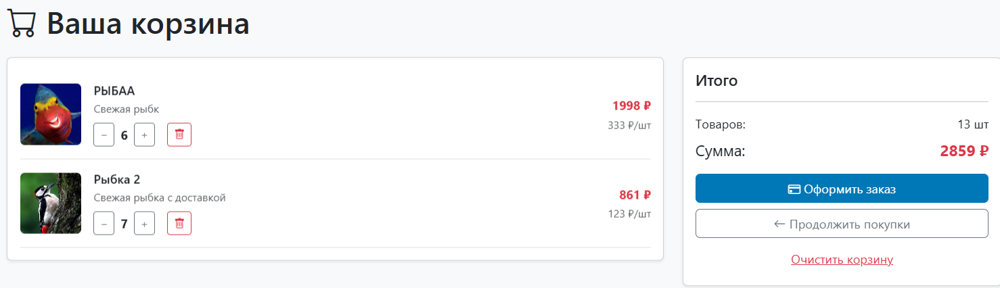 Ваша корзина
РЫБАА
Свежая рыбк
1998 ₽
333 ₽/шт
− 6 +
Рыбка 2
Свежая рыбка с доставкой
861 ₽
123 ₽/шт
− 7 +
Итого
Товаров: 13 шт
Сумма: 2859 ₽
Оформить заказ
← Продолжить покупки
Очистить корзину